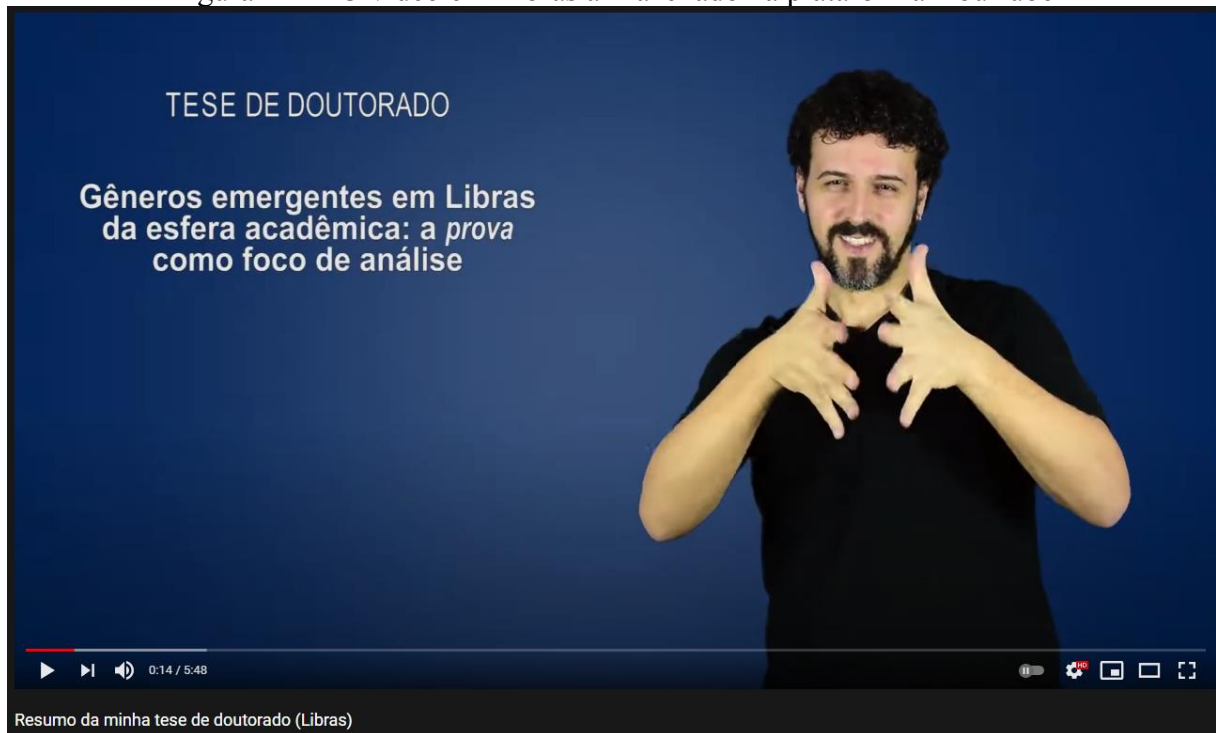 TESE DE DOUTORADO
Gêneros emergentes em Libras
da esfera acadêmica: a prova
como foco de análise
0:14 / 5:48
HD
Resumo da minha tese de doutorado (Libras)